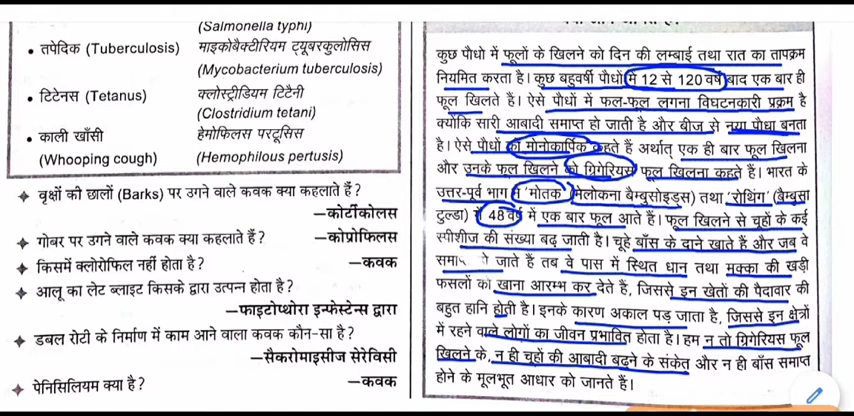 (Salmonella typhi)
• तपेदिक (Tuberculosis) माइकोबैक्टीरियम ट्यूबरकुलोसिस
(Mycobacterium tuberculosis)
• टिटेनस (Tetanus) क्लोस्ट्रीडियम टिटैनी
(Clostridium tetani)
• काली खाँसी हेमोफिलस परटूसिस
(Whooping cough) (Hemophilus pertusis)
वृक्षों की छालों (Barks) पर उगने वाले कवक क्या कहलाते हैं?
—कोर्टीकोलस
गोबर पर उगने वाले कवक क्या कहलाते हैं? —कोप्रोफिलस
किसमें क्लोरोफिल नहीं होता है? —कवक
आलू का लेट ब्लाइट किसके द्वारा उत्पन्न होता है?
—फाइटोप्थोरा इन्फेस्टेन्स द्वारा
डबल रोटी के निर्माण में काम आने वाला कवक कौन-सा है?
—सैकरोमाइसीज सेरेविसी
पेनिसिलियम क्या है? —कवक
कुछ पौधो में फूलों के खिलने को दिन की लम्बाई तथा रात का तापक्रम
नियमित करता है। कुछ बहुवर्षी पौधों में 12 से 120 वर्ष बाद एक बार ही
फूल खिलते हैं। ऐसे पौधों में फल-फूल लगना विघटनकारी प्रक्रम है
क्योंकि सारी आबादी समाप्त हो जाती है और बीज से नया पौधा बनता
है। ऐसे पौधों को मोनोकार्पिक कहते हैं अर्थात् एक ही बार फूल खिलना
और उनके फूल खिलने को ग्रिगेरियस फूल खिलना कहते हैं। भारत के
उत्तर-पूर्व भाग में 'मोतक' (मेलोकना बैम्बुसोइड्स) तथा 'रोथिंग' (बैम्बुसा
टुल्डा) में 48 वर्ष में एक बार फूल आते हैं। फूल खिलने से चूहों के कई
स्पीशीज की संख्या बढ़ जाती है। चूहे बाँस के दाने खाते हैं और जब वे
हो जाते हैं तब वे पास में स्थित धान तथा मक्का की खड़ी
फसलों को खाना आरम्भ कर देते हैं, जिससे इन खेतों की पैदावार की
बहुत हानि होती है। इनके कारण अकाल पड़ जाता है, जिससे इन क्षेत्रों
में रहने वाले लोगों का जीवन प्रभावित होता है। हम न तो ग्रिगेरियस फूल
खिलने के, न ही चूहों की आबादी बढ़ने के संकेत और न ही बाँस समाप्त
होने के मूलभूत आधार को जानते हैं।